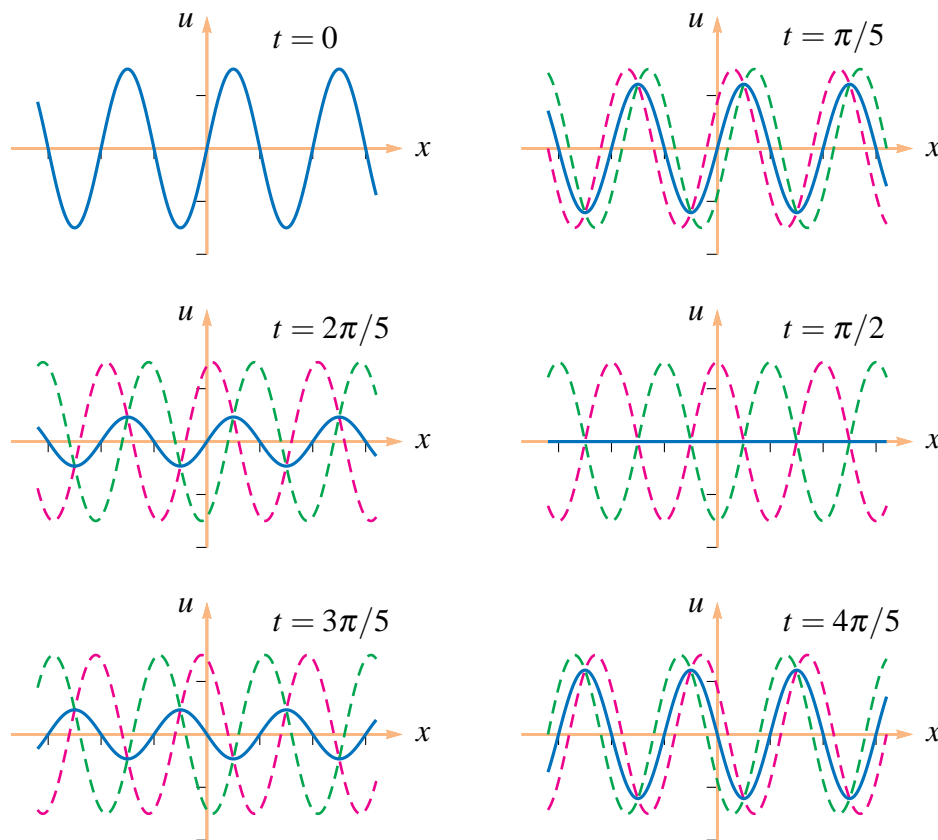 u
t = 0
x
u
t = π/5
x
u
t = 2π/5
x
u
t = π/2
x
u
t = 3π/5
x
u
t = 4π/5
x